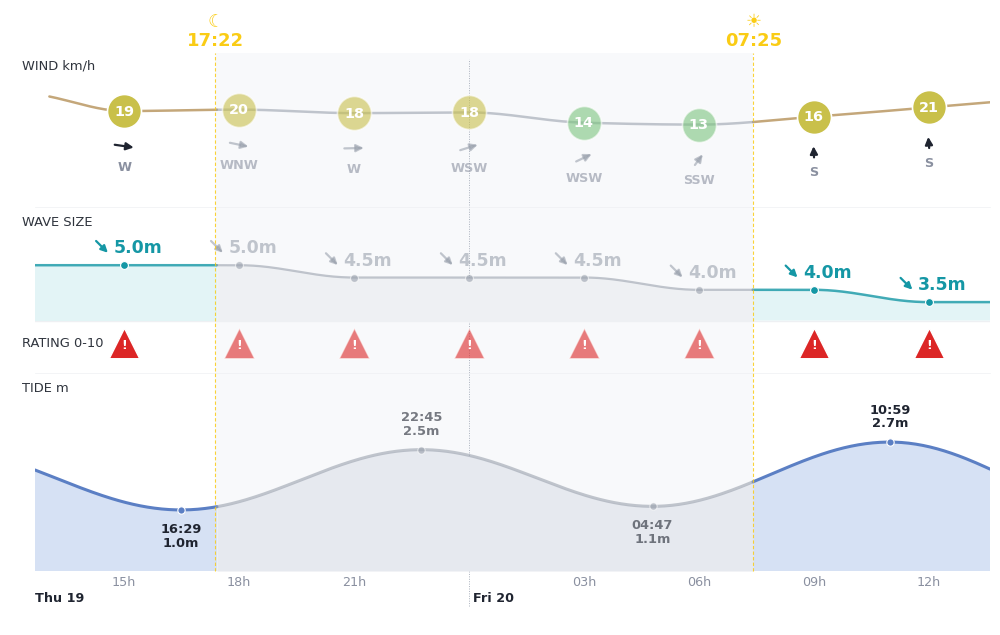 17:22 07:25
WIND km/h
19 20 18 18 14 13 16 21
W WNW W WSW WSW SSW S S
WAVE SIZE
5.0m 5.0m 4.5m 4.5m 4.5m 4.0m 4.0m 3.5m
RATING 0-10 ! ! ! ! ! ! ! !
TIDE m
22:45
2.5m
10:59
2.7m
16:29
1.0m
04:47
1.1m
15h 18h 21h 03h 06h 09h 12h
Thu 19 Fri 20